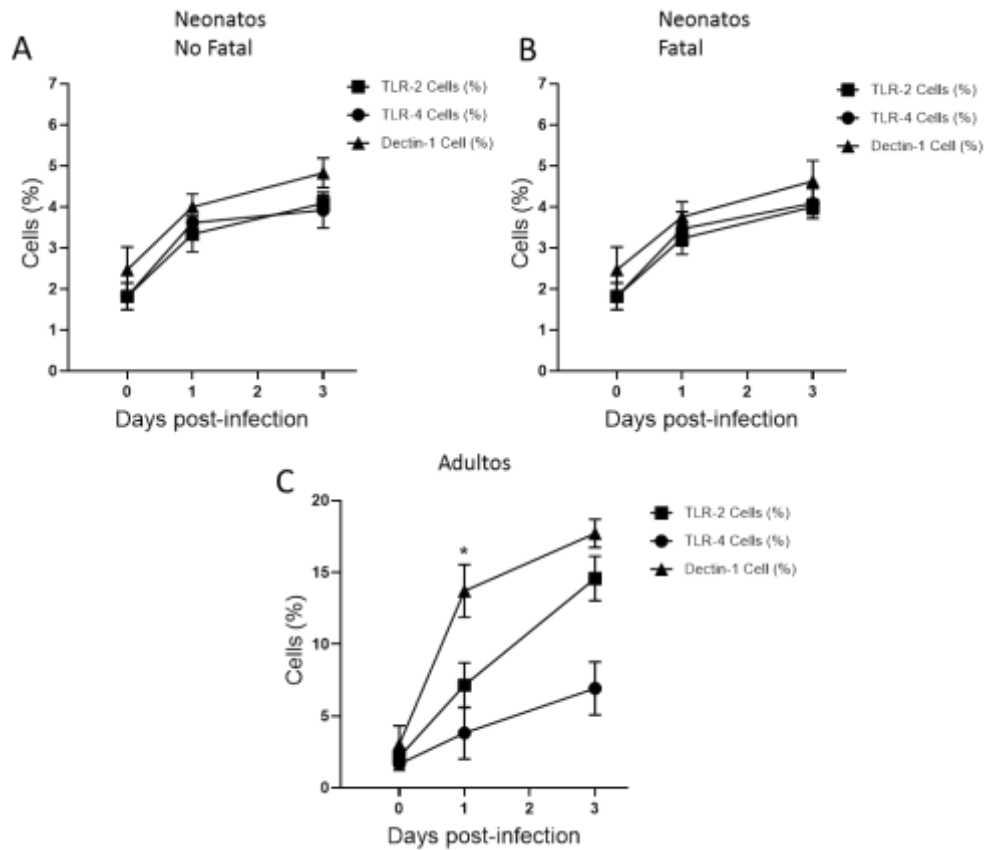 A
Neonatos
No Fatal
7
6
5
4
3
2
1
0
Cells (%)
0 1 2 3
Days post-infection
TLR-2 Cells (%)
TLR-4 Cells (%)
Dectin-1 Cell (%)
B
Neonatos
Fatal
7
6
5
4
3
2
1
0
Cells (%)
0 1 2 3
Days post-infection
TLR-2 Cells (%)
TLR-4 Cells (%)
Dectin-1 Cell (%)
C
Adultos
20
15
10
5
0
Cells (%)
*
0 1 2 3
Days post-infection
TLR-2 Cells (%)
TLR-4 Cells (%)
Dectin-1 Cell (%)